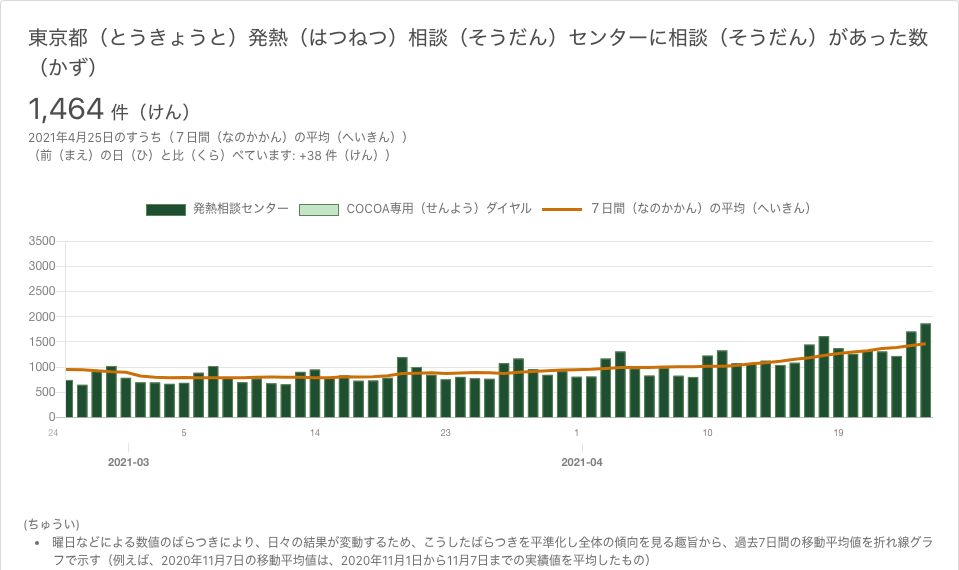 東京都（とうきょうと）発熱（はつねつ）相談（そうだん）センターに相談（そうだん）があった数
（かず）
1,464 件（けん）
2021年4月25日のすうち（７日間（なのかかん）の平均（へいきん））
（前（まえ）の日（ひ）と比（くら）べています: +38 件（けん））
発熱相談センター COCOA専用（せんよう）ダイヤル ７日間（なのかかん）の平均（へいきん）
3500
3000
2500
2000
1500
1000
500
0
24 5 14 23 1 10 19
2021-03 2021-04
(ちゅうい)
• 曜日などによる数値のばらつきにより、日々の結果が変動するため、こうしたばらつきを平準化し全体の傾向を見る趣旨から、過去7日間の移動平均値を折れ線グラ
フで示す（例えば、2020年11月7日の移動平均値は、2020年11月1日から11月7日までの実績値を平均したもの）